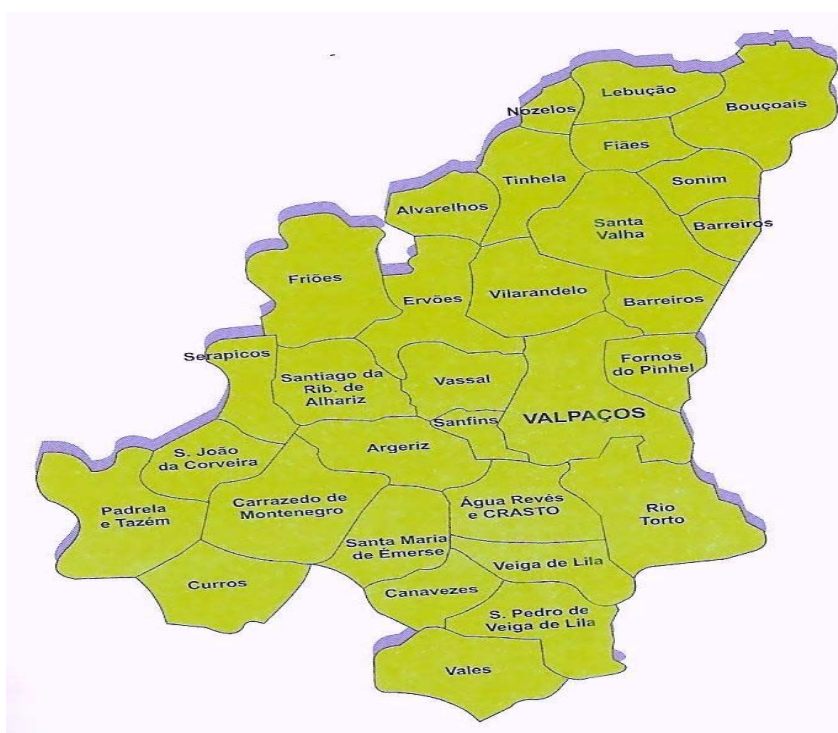 Lebução
Bouçoais
Nozelos
Fiães
Tinhela
Sonim
Alvarelhos
Santa
Valha
Barreiros
Friões
Ervões
Vilarandelo
Barreiros
Serapicos
Santiago da
Rib. de
Alhariz
Vassal
Fornos
do Pinhel
Sanfins
VALPAÇOS
Argeriz
S. João
da Corveira
Padrela
e Tazém
Carrazedo de
Montenegro
Água Revés
e CRASTO
Rio
Torto
Santa Maria
de Émerse
Veiga de Lila
Curros
Canavezes
S. Pedro de
Veiga de Lila
Vales